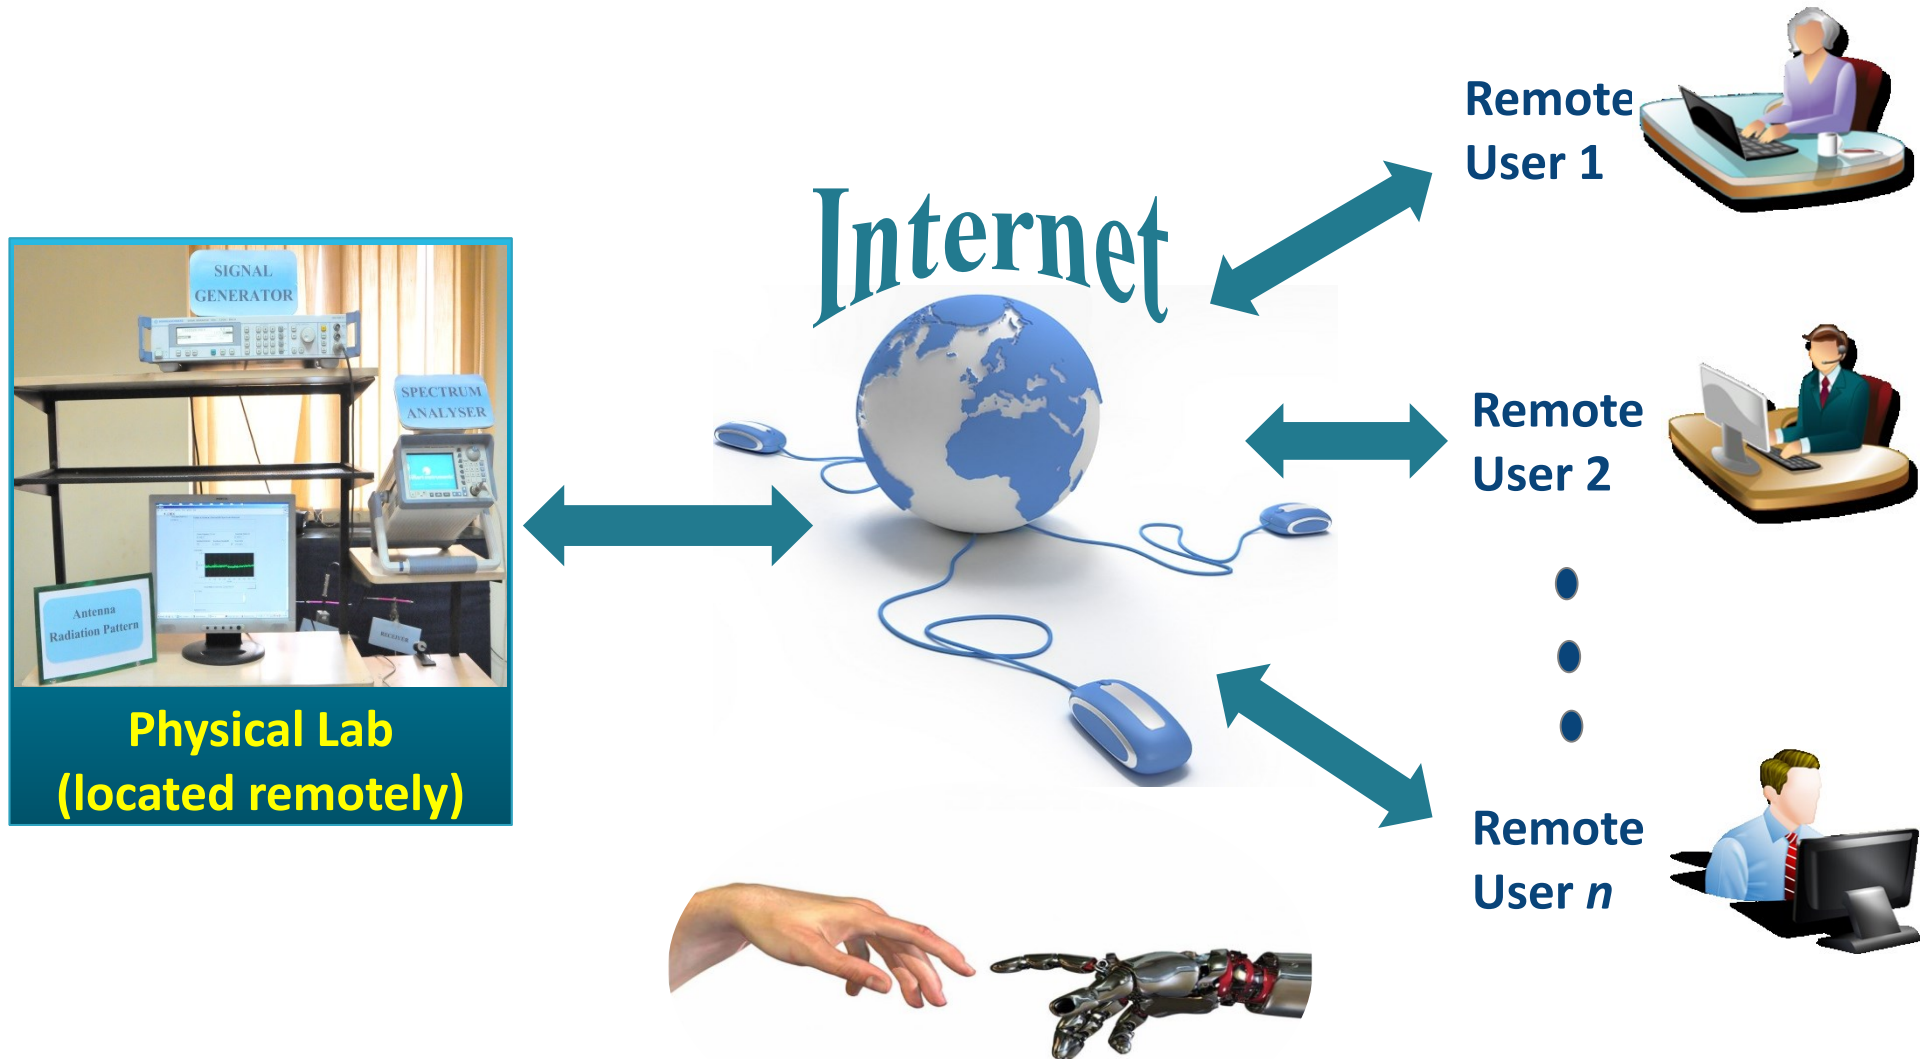 SIGNAL
GENERATOR
SPECTRUM
ANALYSER
Antenna
Radiation Pattern
RECEIVER
Physical Lab
(located remotely)
Internet
Remote
User 1
Remote
User 2
Remote
User n